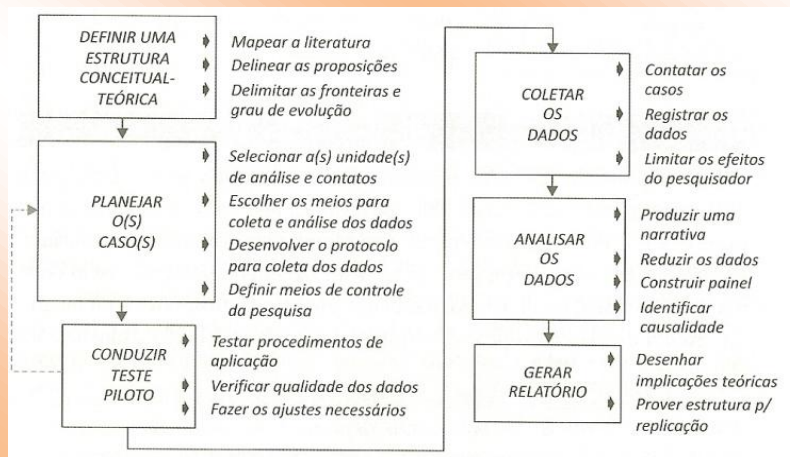 DEFINIR UMA
ESTRUTURA
CONCEITUAL-
TEÓRICA
Mapear a literatura
Delinear as proposições
Delimitar as fronteiras e
grau de evolução
PLANEJAR
O(S)
CASO(S)
Selecionar a(s) unidade(s)
de análise e contatos
Escolher os meios para
coleta e análise dos dados
Desenvolver o protocolo
para coleta dos dados
Definir meios de controle
da pesquisa
CONDUZIR
TESTE
PILOTO
Testar procedimentos de
aplicação
Verificar qualidade dos dados
Fazer os ajustes necessários
COLETAR
OS
DADOS
Contatar os
casos
Registrar os
dados
Limitar os efeitos
do pesquisador
ANALISAR
OS
DADOS
Produzir uma
narrativa
Reduzir os dados
Construir painel
Identificar
causalidade
GERAR
RELATÓRIO
Desenhar
implicações teóricas
Prover estrutura p/
replicação